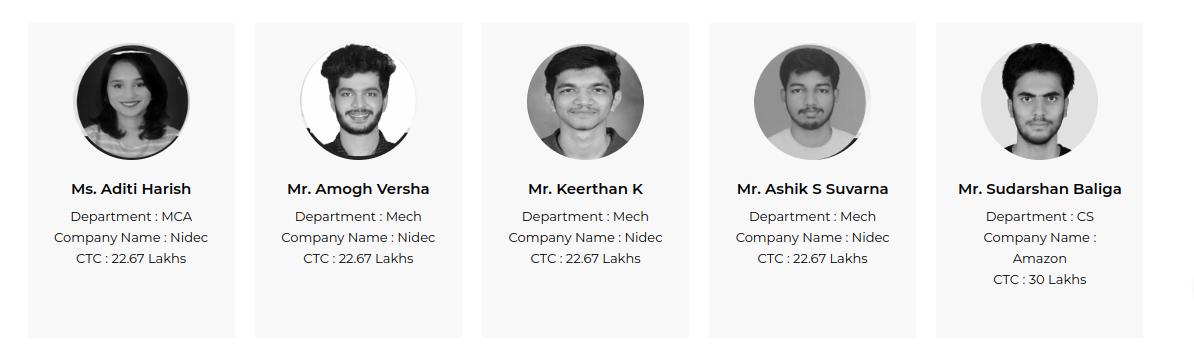 Ms. Aditi Harish
Department : MCA
Company Name : Nidec
CTC : 22.67 Lakhs
Mr. Amogh Versha
Department : Mech
Company Name : Nidec
CTC : 22.67 Lakhs
Mr. Keerthan K
Department : Mech
Company Name : Nidec
CTC : 22.67 Lakhs
Mr. Ashik S Suvarna
Department : Mech
Company Name : Nidec
CTC : 22.67 Lakhs
Mr. Sudarshan Baliga
Department : CS
Company Name :
Amazon
CTC : 30 Lakhs